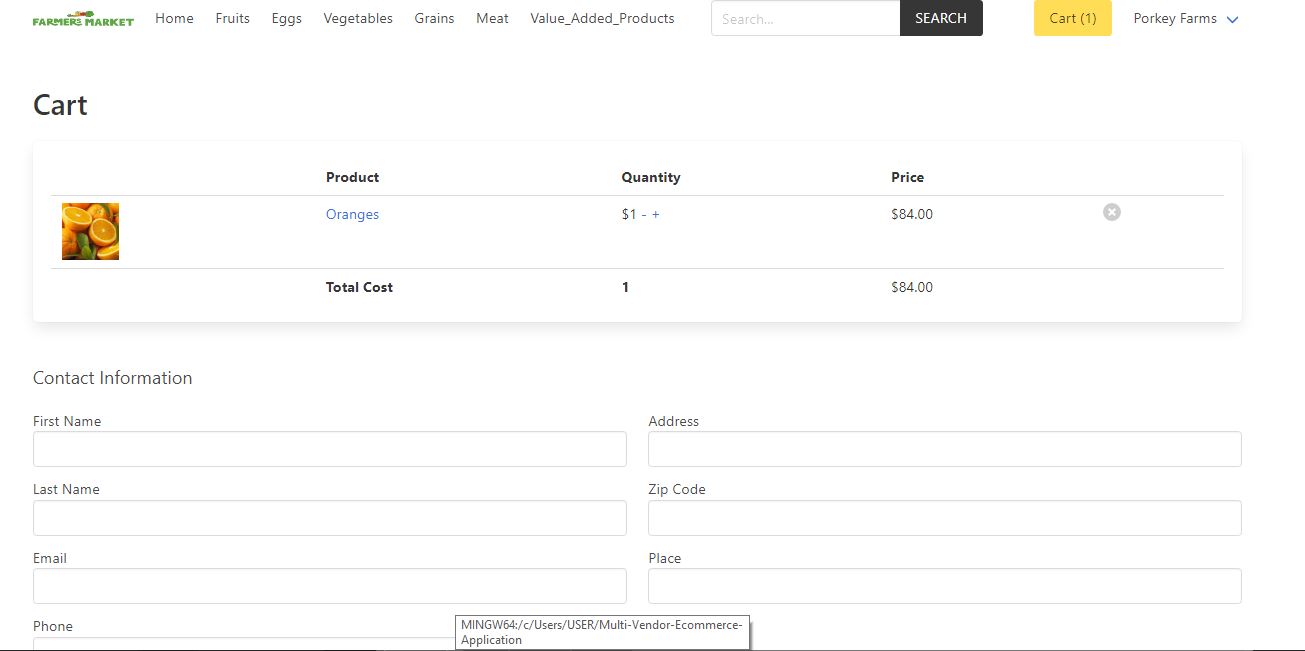 FARMERS MARKET Home Fruits Eggs Vegetables Grains Meat Value_Added_Products Search... SEARCH Cart (1) Porkey Farms
Cart
Product Quantity Price
Oranges $1 - + $84.00
Total Cost 1 $84.00
Contact Information
First Name Address
Last Name Zip Code
Email Place
Phone
MINGW64:/c/Users/USER/Multi-Vendor-Ecommerce-
Application